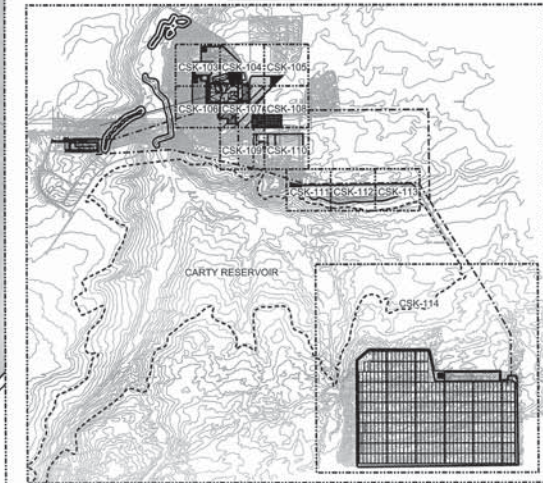 CSK-103 CSK-104 CSK-105
CSK-106 CSK-107 CSK-108
CSK-109 CSK-110
CSK-111 CSK-112 CSK-113
CARTY RESERVOIR
CSK-114